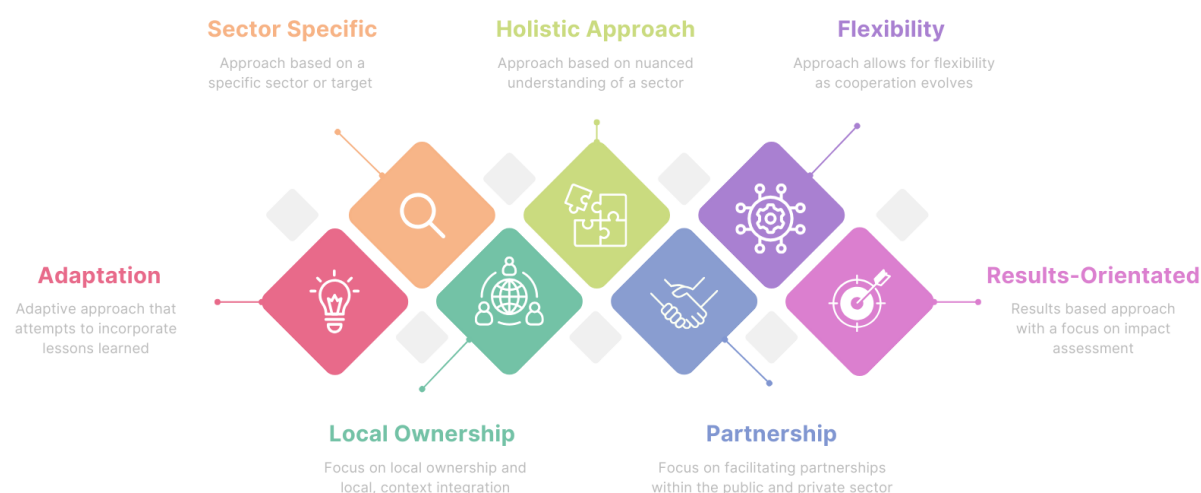 Sector Specific
Approach based on a
specific sector or target
Holistic Approach
Approach based on nuanced
understanding of a sector
Flexibility
Approach allows for flexibility
as cooperation evolves
Adaptation
Adaptive approach that
attempts to incorporate
lessons learned
Results-Orientated
Results based approach
with a focus on impact
assessment
Local Ownership
Focus on local ownership and
local, context integration
Partnership
Focus on facilitating partnerships
within the public and private sector